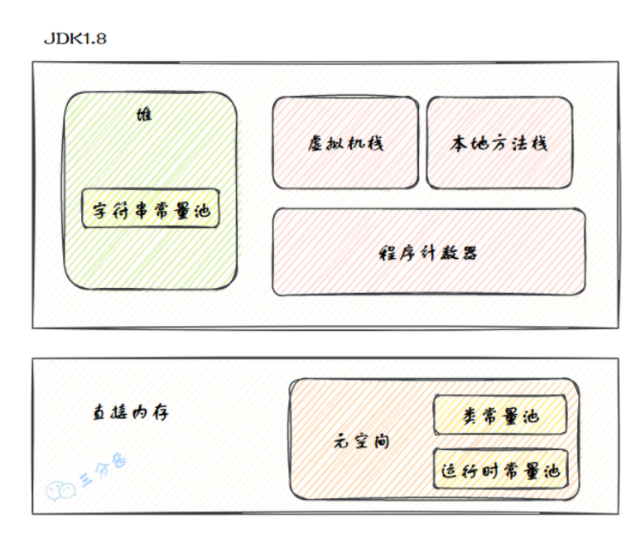 JDK1.8
堆
字符串常量池
虚拟机栈
本地方法栈
程序计数器
直接内存
元空间
类常量池
运行时常量池
三分恶